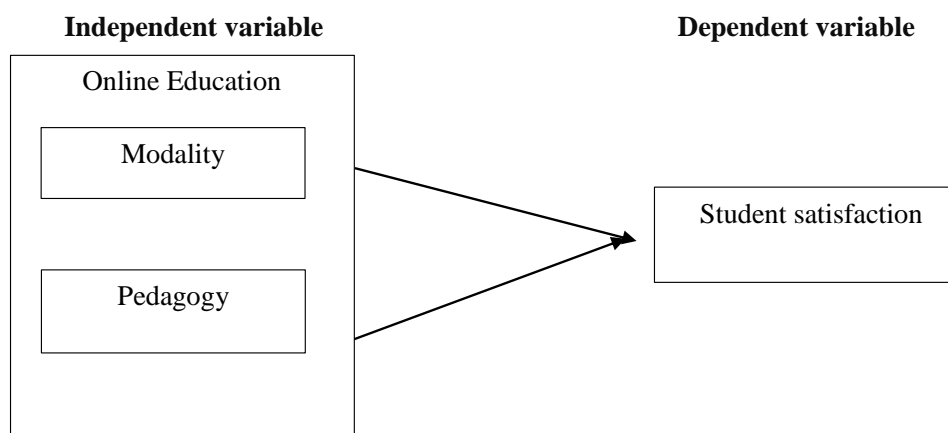 Independent variable
Dependent variable
Online Education
Modality
Pedagogy
Student satisfaction